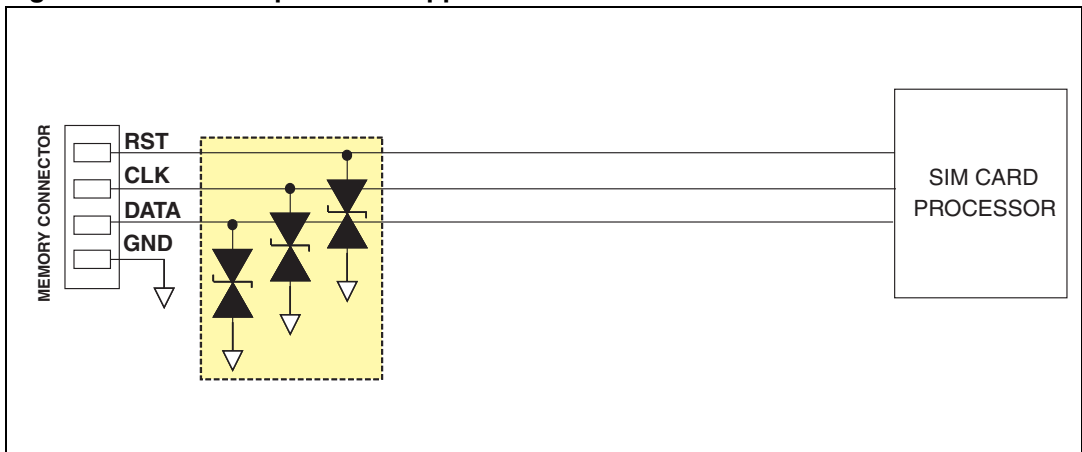 MEMORY CONNECTOR
RST
CLK
DATA
GND
SIM CARD
PROCESSOR